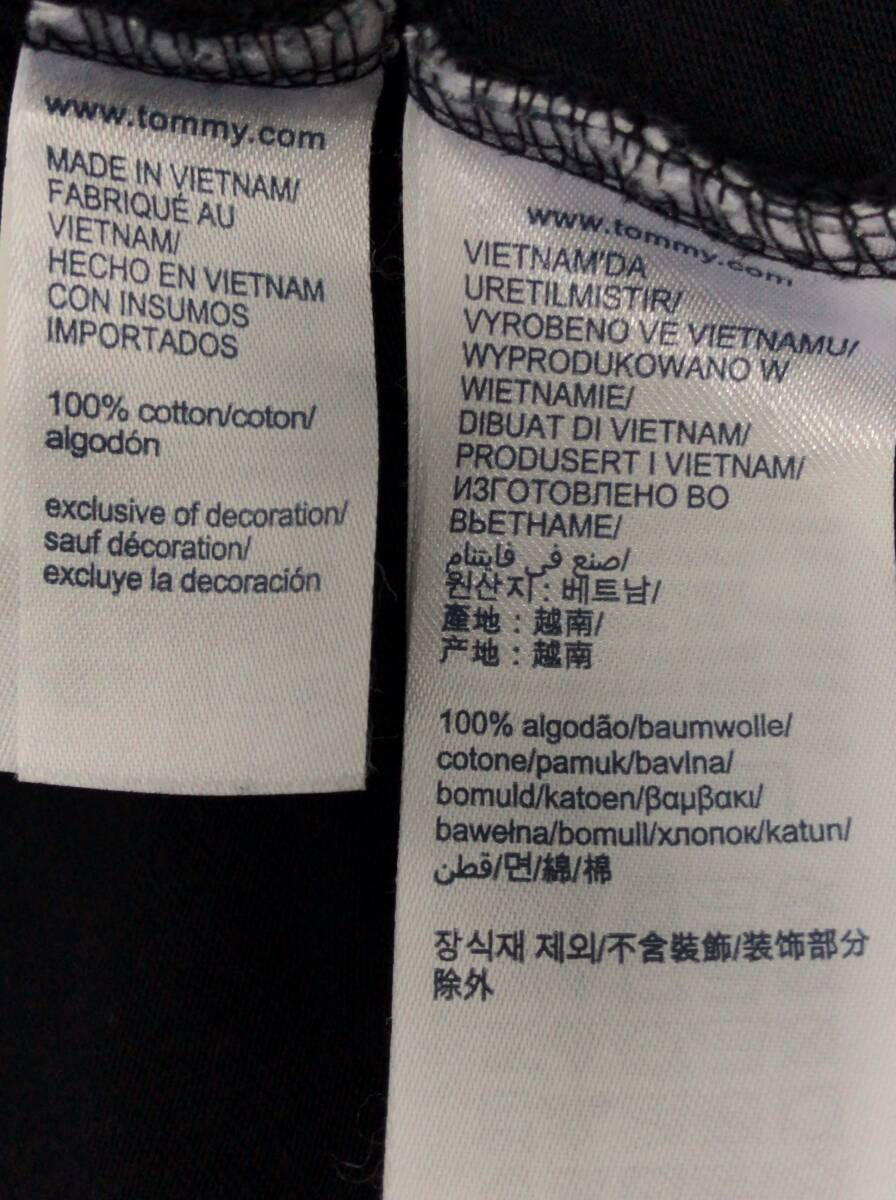 www.tommy.com
MADE IN VIETNAM/
FABRIQUÉ AU
VIETNAM/
HECHO EN VIETNAM
CON INSUMOS
IMPORTADOS
100% cotton/coton/
algodón
exclusive of decoration/
sauf décoration/
excluye la decoración
www.tommy.com
VIETNAM'DA
URETILMISTIR/
VYROBENO VE VIETNAMU/
WYPRODUKOWANO W
WIETNAMIE/
DIBUAT DI VIETNAM/
PRODUSERT I VIETNAM/
ИЗГОТОВЛЕНО ВО
ВЬЕТНАМЕ/
صنع في فايتنام/
원산지 : 베트남/
產地 : 越南/
产地 : 越南
100% algodão/baumwolle/
cotone/pamuk/bavlna/
bomuld/katoen/βαμβακι/
bawełna/bomull/хлопок/katun/
قطن/면/綿/棉
장식재 제외/不含裝飾/装饰部分
除外